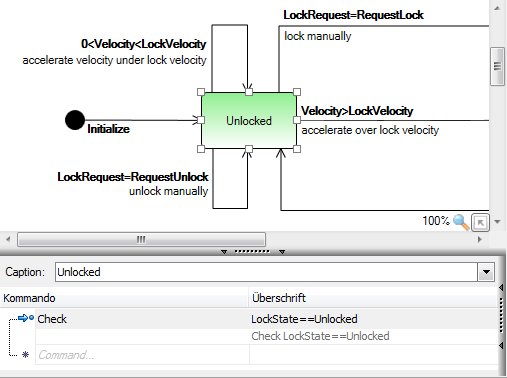 LockRequest=RequestLock
lock manually
0<Velocity<LockVelocity
accelerate velocity under lock velocity
Unlocked
Velocity>LockVelocity
accelerate over lock velocity
Initialize
LockRequest=RequestUnlock
unlock manually
100%
Caption: Unlocked
Kommando Überschrift
Check LockState==Unlocked
Check LockState==Unlocked
Command...